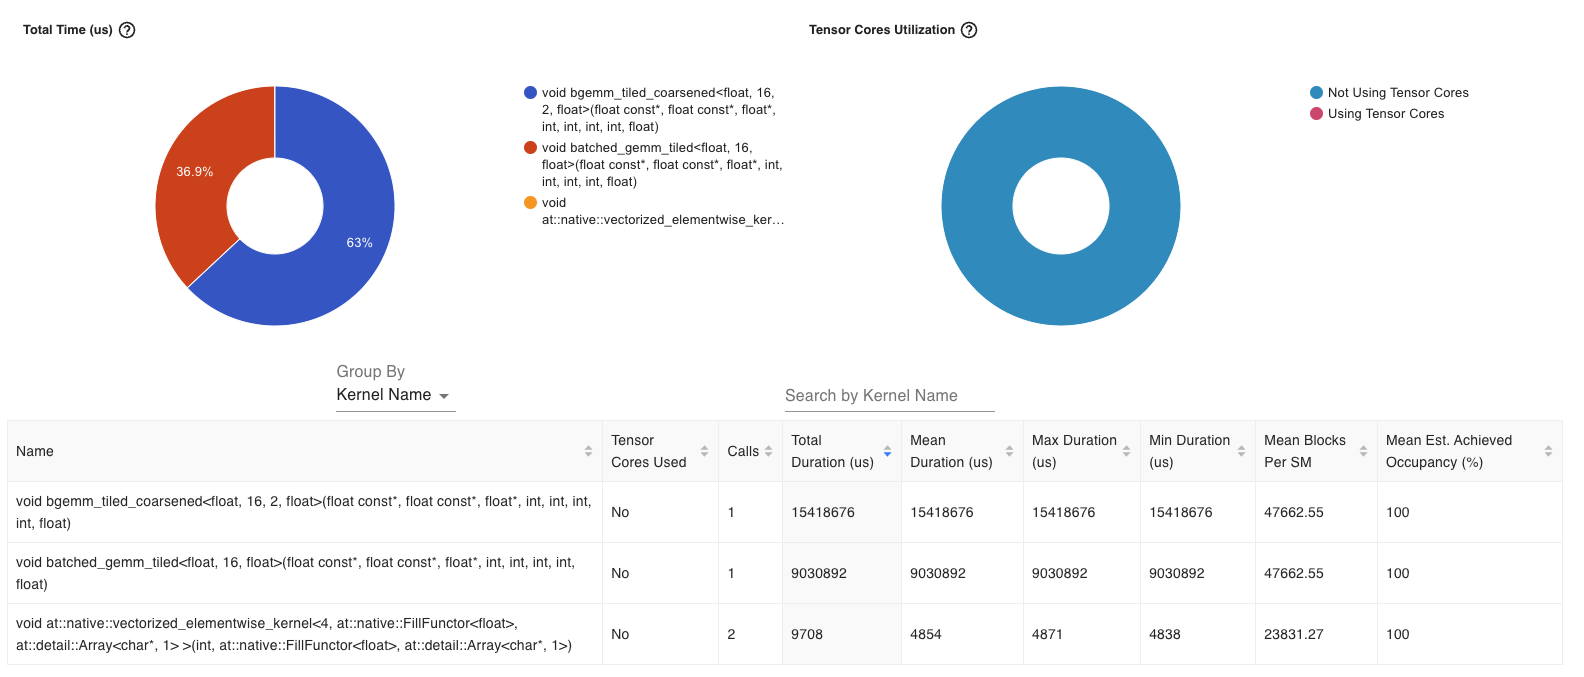 Total Time (us)
Tensor Cores Utilization
36.9%
63%
void bgemm_tiled_coarsened<float, 16,
2, float>(float const*, float const*, float*,
int, int, int, int, float)
void batched_gemm_tiled<float, 16,
float>(float const*, float const*, float*, int,
int, int, int, float)
void
at::native::vectorized_elementwise_ker...
Not Using Tensor Cores
Using Tensor Cores
Group By
Kernel Name
Search by Kernel Name
Name
Tensor
Cores Used
Calls
Total
Duration (us)
Mean
Duration (us)
Max Duration
(us)
Min Duration
(us)
Mean Blocks
Per SM
Mean Est. Achieved
Occupancy (%)
void bgemm_tiled_coarsened<float, 16, 2, float>(float const*, float const*, float*, int, int, int,
int, float)
No
1
15418676
15418676
15418676
15418676
47662.55
100
void batched_gemm_tiled<float, 16, float>(float const*, float const*, float*, int, int, int, int,
float)
No
1
9030892
9030892
9030892
9030892
47662.55
100
void at::native::vectorized_elementwise_kernel<4, at::native::FillFunctor<float>,
at::detail::Array<char*, 1> >(int, at::native::FillFunctor<float>, at::detail::Array<char*, 1>)
No
2
9708
4854
4871
4838
23831.27
100